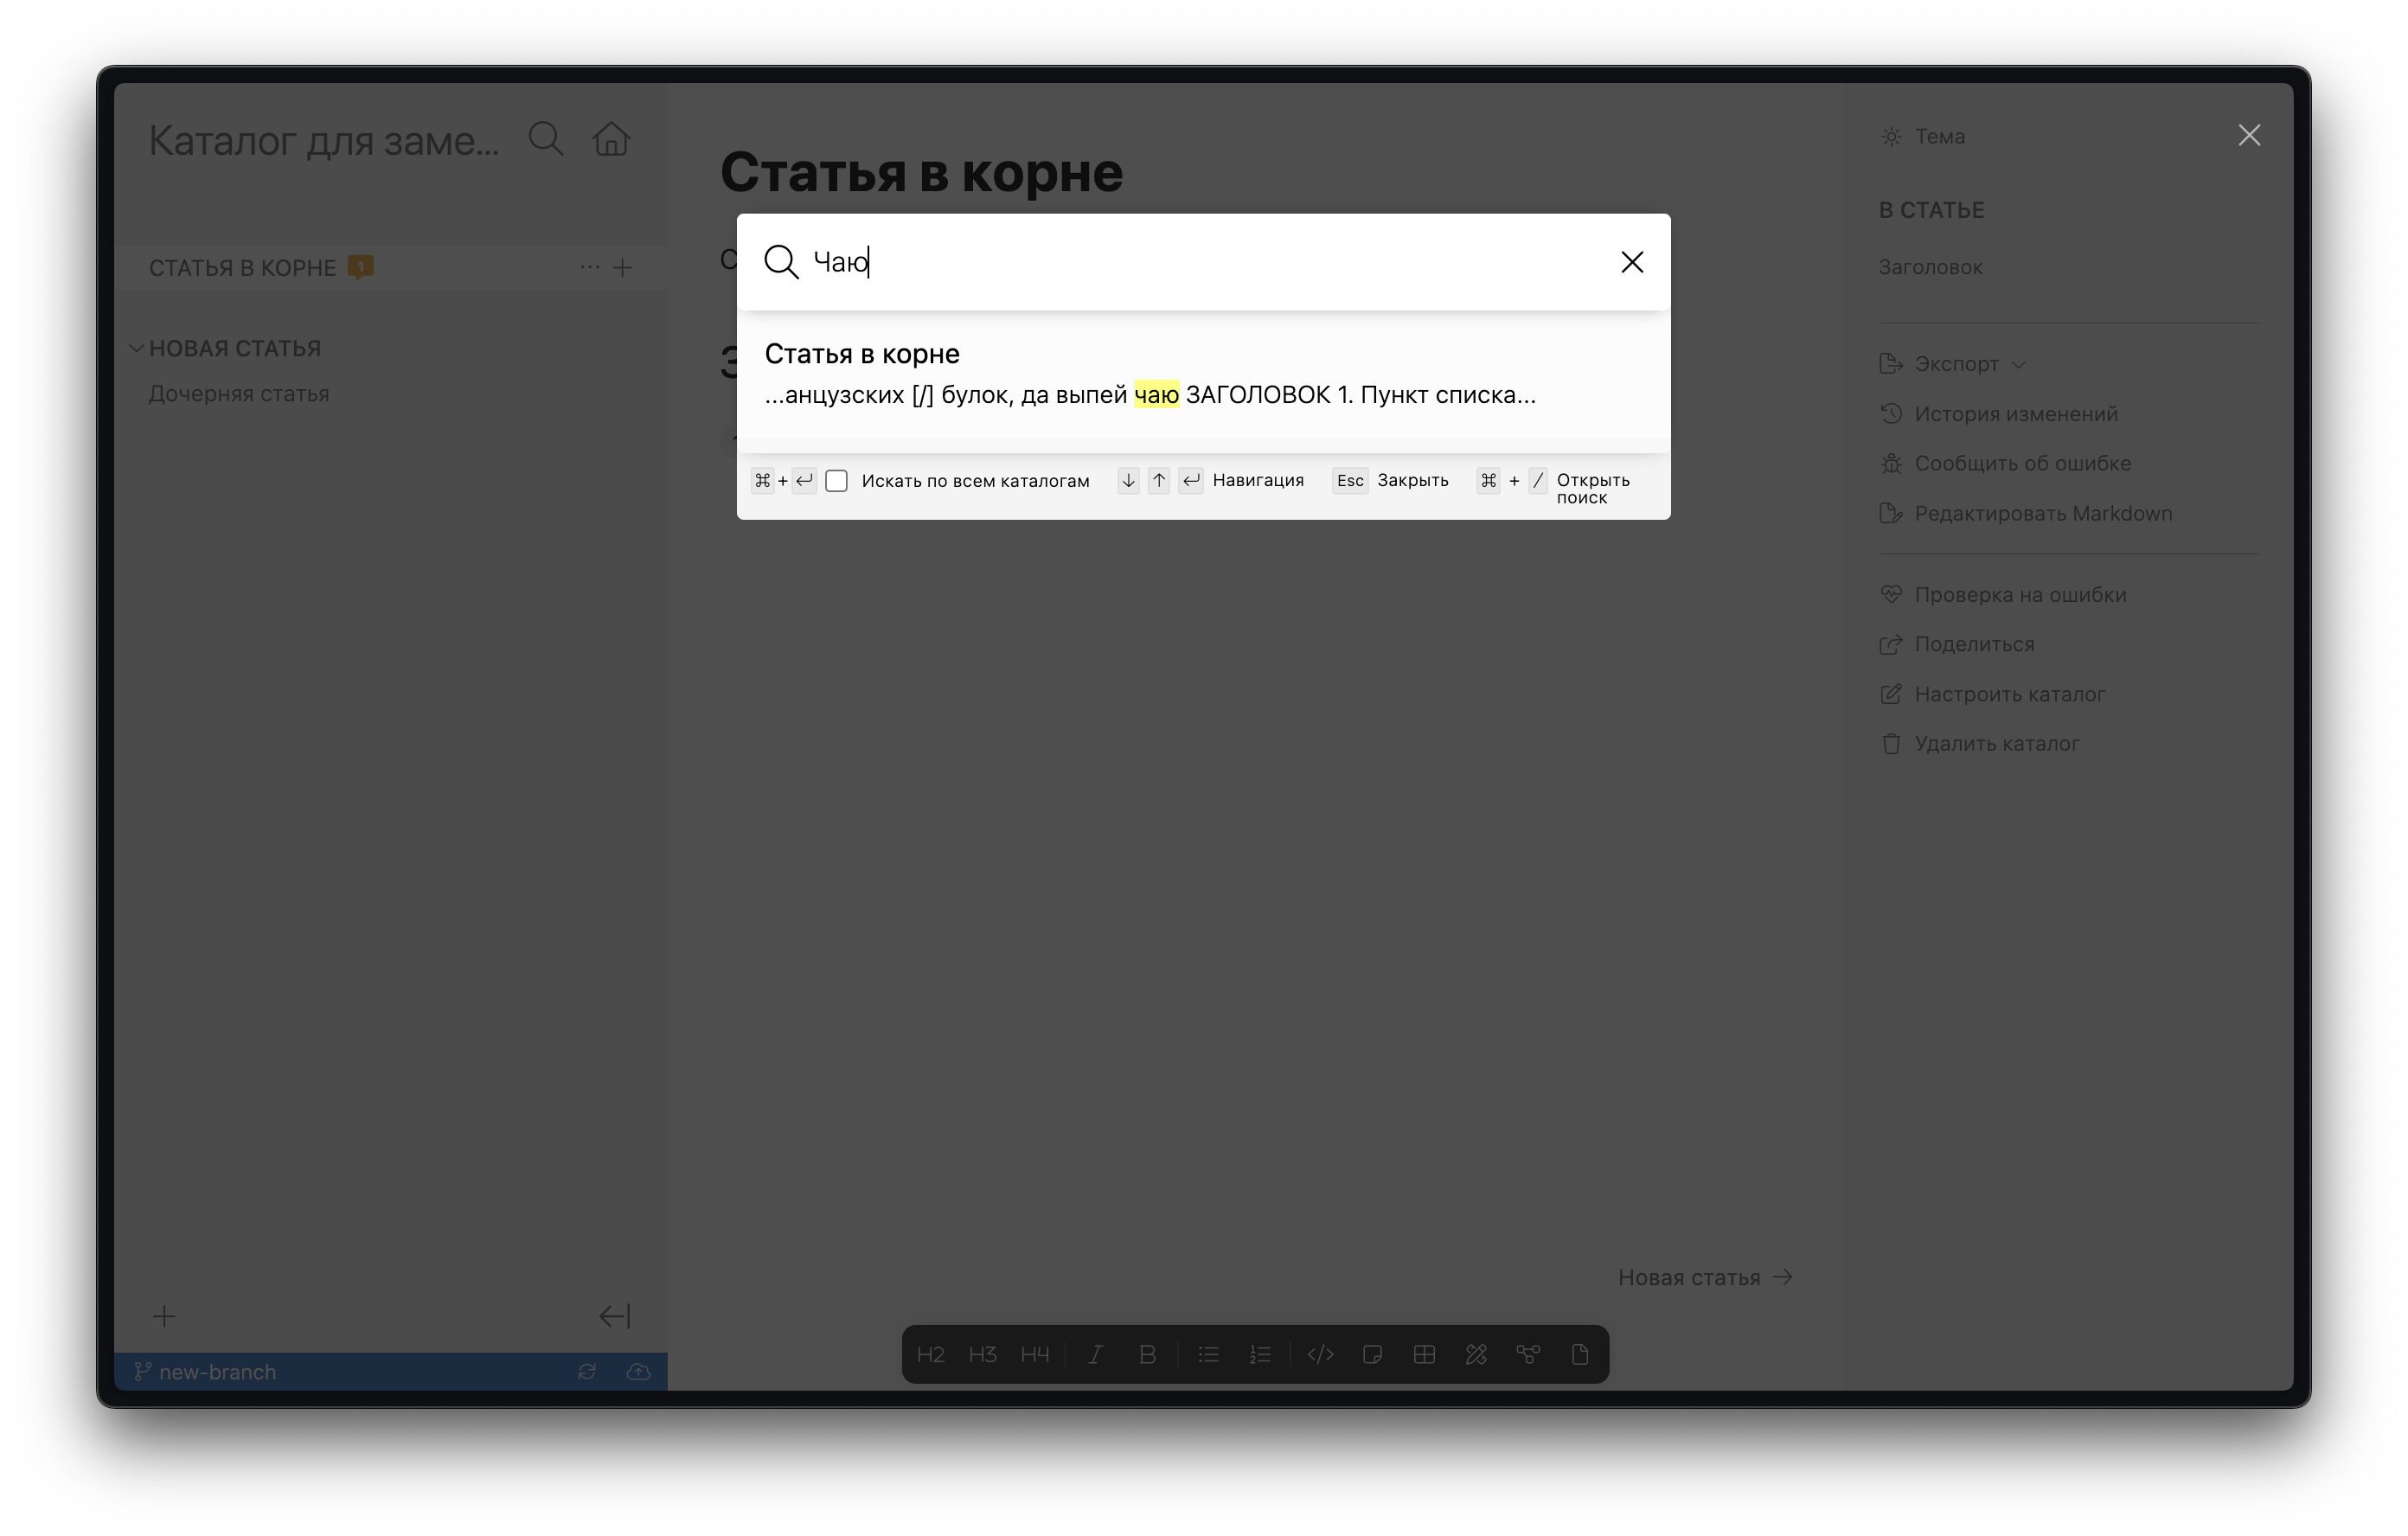 Каталог для заме...
СТАТЬЯ В КОРНЕ 1
НОВАЯ СТАТЬЯ
Дочерняя статья
new-branch
Статья в корне
Чаю
Статья в корне
...анцузских [/] булок, да выпей чаю ЗАГОЛОВОК 1. Пункт списка...
⌘ + ↵ Искать по всем каталогам ↓ ↑ ↵ Навигация Esc Закрыть ⌘ + / Открыть
поиск
Новая статья →
H2 H3 H4 I B </>
Тема
В СТАТЬЕ
Заголовок
Экспорт
История изменений
Сообщить об ошибке
Редактировать Markdown
Проверка на ошибки
Поделиться
Настроить каталог
Удалить каталог